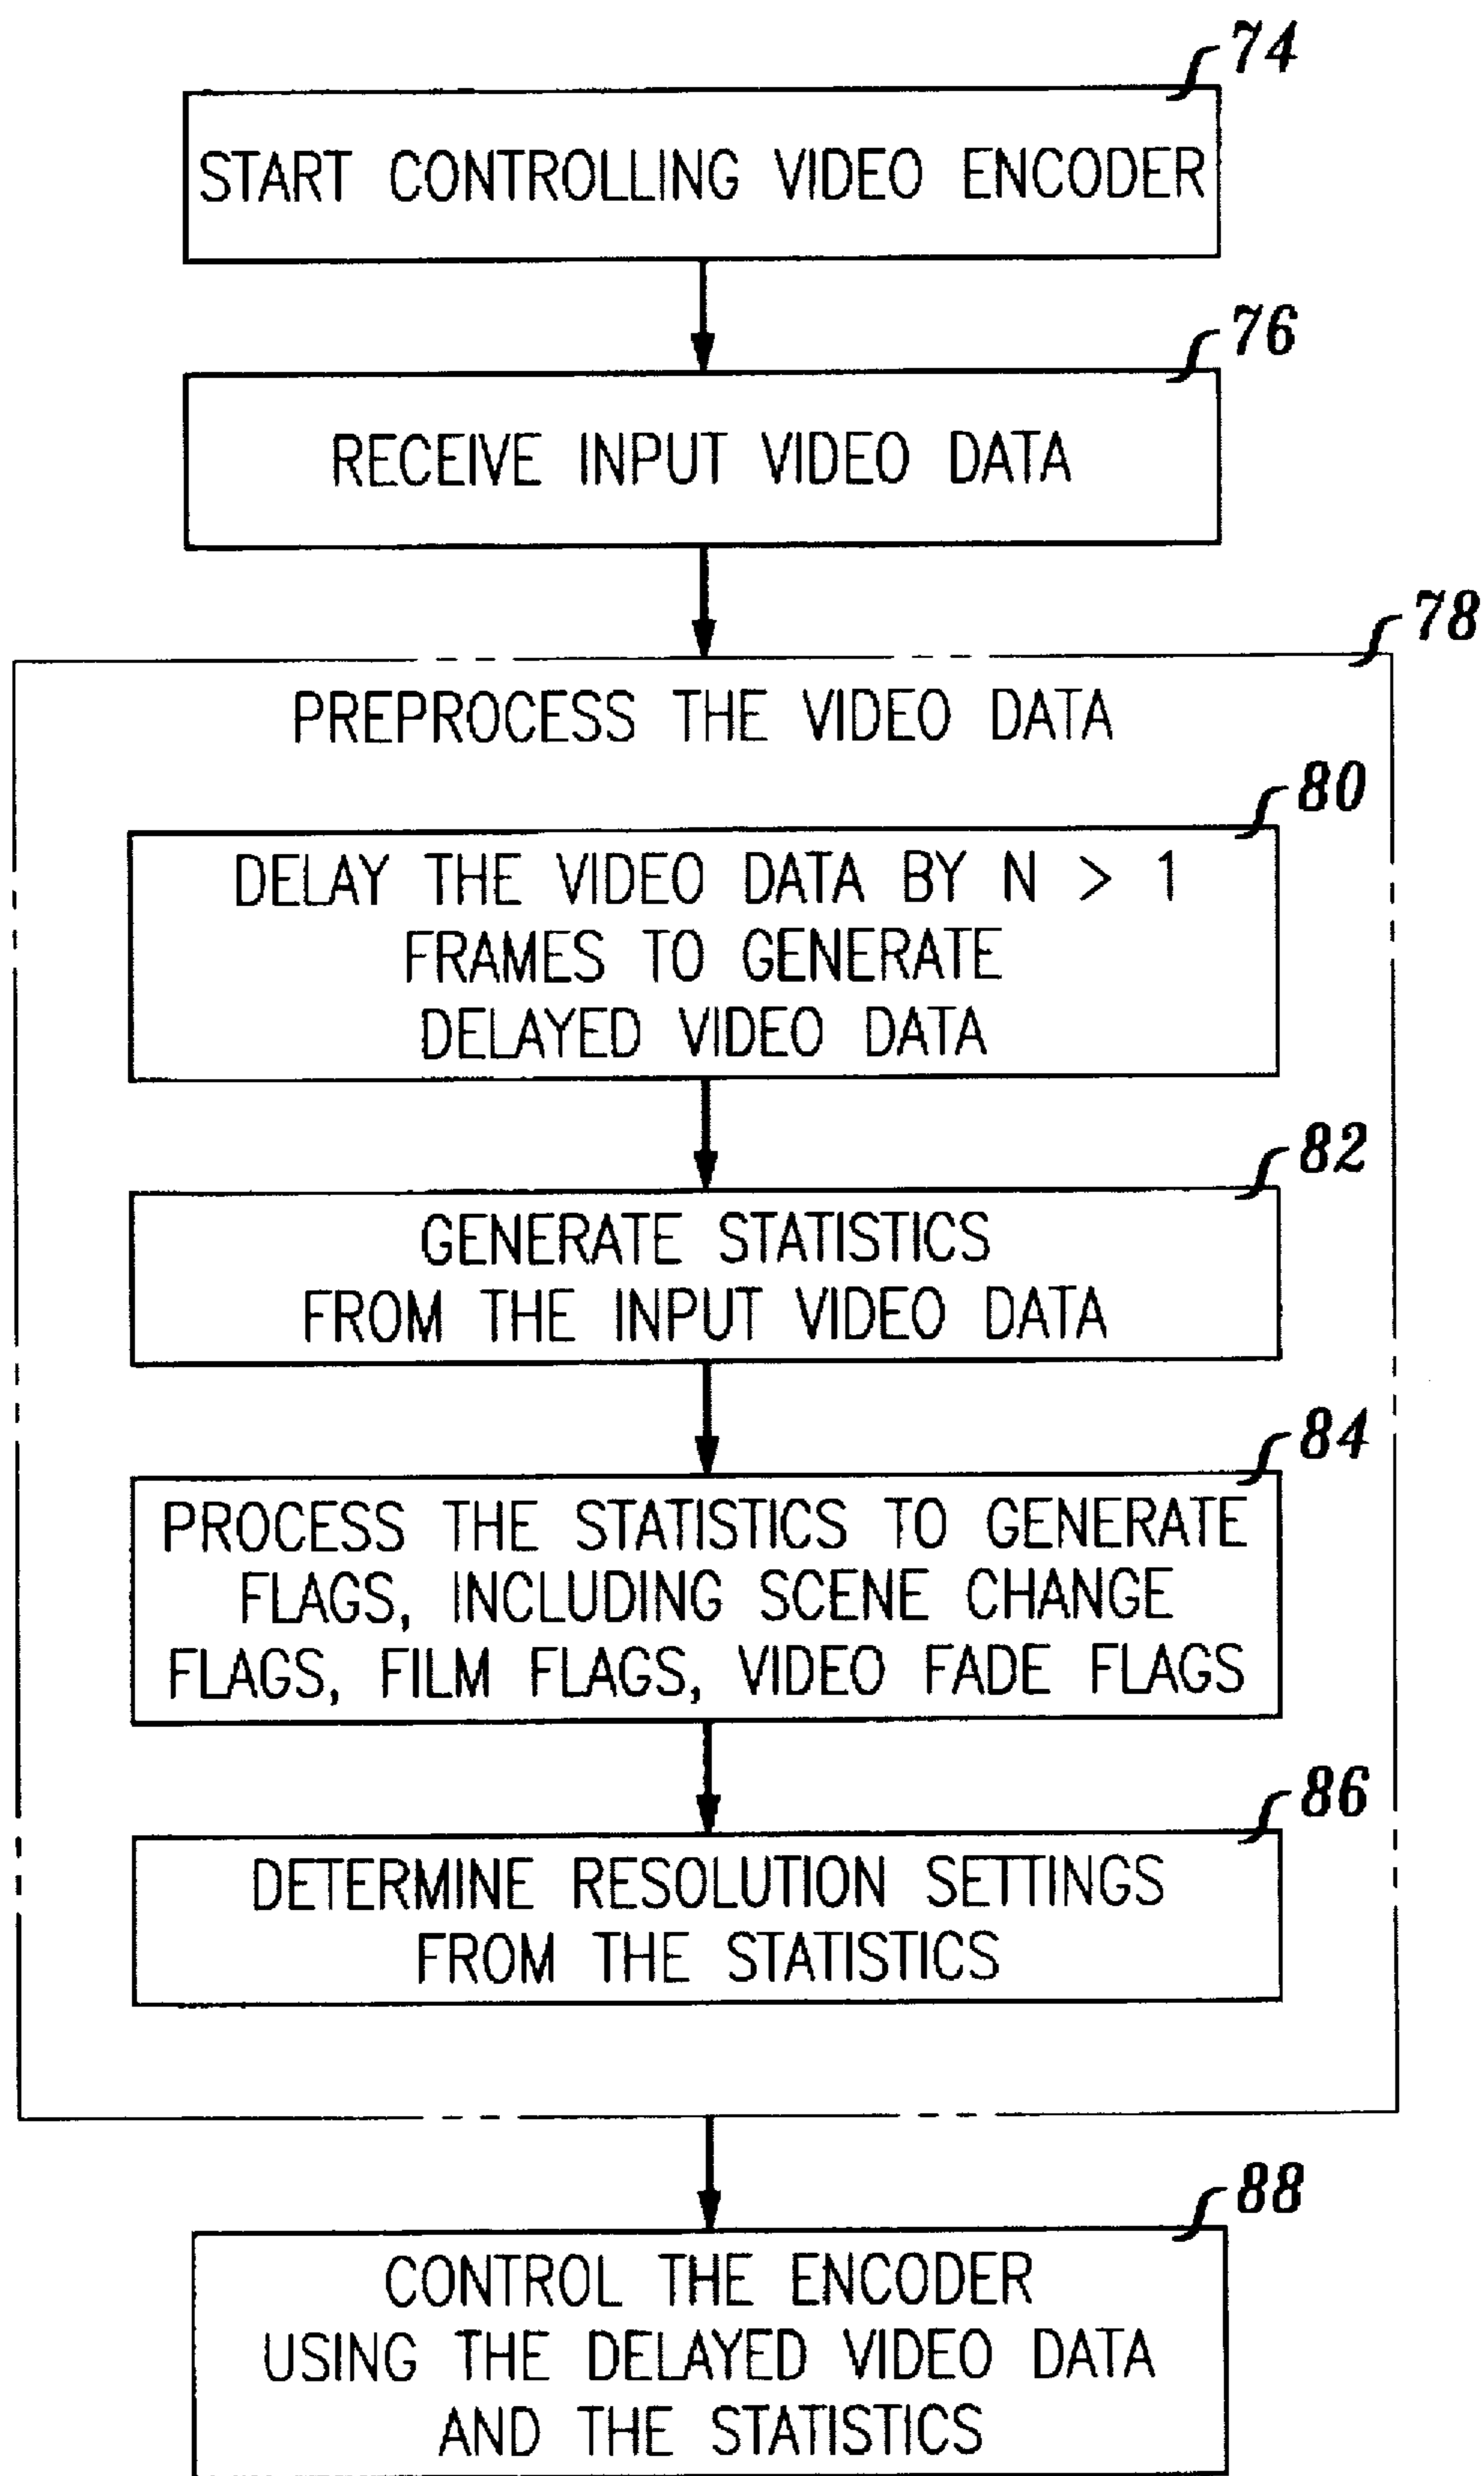 74
START CONTROLLING VIDEO ENCODER
76
RECEIVE INPUT VIDEO DATA
78
PREPROCESS THE VIDEO DATA
80
DELAY THE VIDEO DATA BY N > 1
FRAMES TO GENERATE
DELAYED VIDEO DATA
82
GENERATE STATISTICS
FROM THE INPUT VIDEO DATA
84
PROCESS THE STATISTICS TO GENERATE
FLAGS, INCLUDING SCENE CHANGE
FLAGS, FILM FLAGS, VIDEO FADE FLAGS
86
DETERMINE RESOLUTION SETTINGS
FROM THE STATISTICS
88
CONTROL THE ENCODER
USING THE DELAYED VIDEO DATA
AND THE STATISTICS